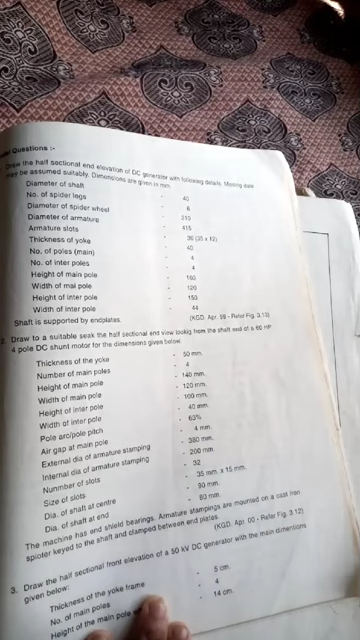 Questions :-
Draw the half sectional end elevation of DC generator with following details. Missing data
may be assumed suitably. Dimensions are given in mm.
Diameter of shaft - 40
No. of spider legs - 6
Diameter of spider wheel - 210
Diameter of armature - 415
Armature slots - 36 (35 x 12)
Thickness of yoke - 40
No. of poles (main) - 4
No. of inter poles - 4
Height of main pole - 160
Width of mai pole - 120
Height of inter pole - 150
Width of inter pole - 44
Shaft is supported by endplates. (KGD. Apr. 99 - Refer Fig. 3.13)
2. Draw to a suitable seak the half sectional end view lookig from the shaft end of a 60 HP
4 pole DC shunt motor for the dimensions given below.
Thickness of the yoke - 50 mm.
Number of main poles - 4
Height of main pole - 140 mm.
Width of main pole - 120 mm.
Height of inter pole - 100 mm.
Width of inter pole - 40 mm.
Pole arc/pole pitch - 63%
Air gap at main pole - 4 mm.
External dia of armature stamping - 380 mm.
Internal dia of armature stamping - 200 mm.
Nunmber of slots - 32
Size of slots - 35 mm. x 15 mm.
Dia. of shaft at centre - 90 mm.
Dia. of shaft at end - 80 mm.
The machine has end shield bearings. Armature stampings are mounted on a cast iron
spioter keyed to the shaft and clamped between end plates.
(KGD. Apr. 00 - Refer Fig. 3.12)
3. Draw the half sectional front elevation of a 50 kV DC generator with the main dimensions
given below:
Thickness of the yoke frame - 5 cm.
No. of main poles - 4
Height of the main pole - 14 cm.